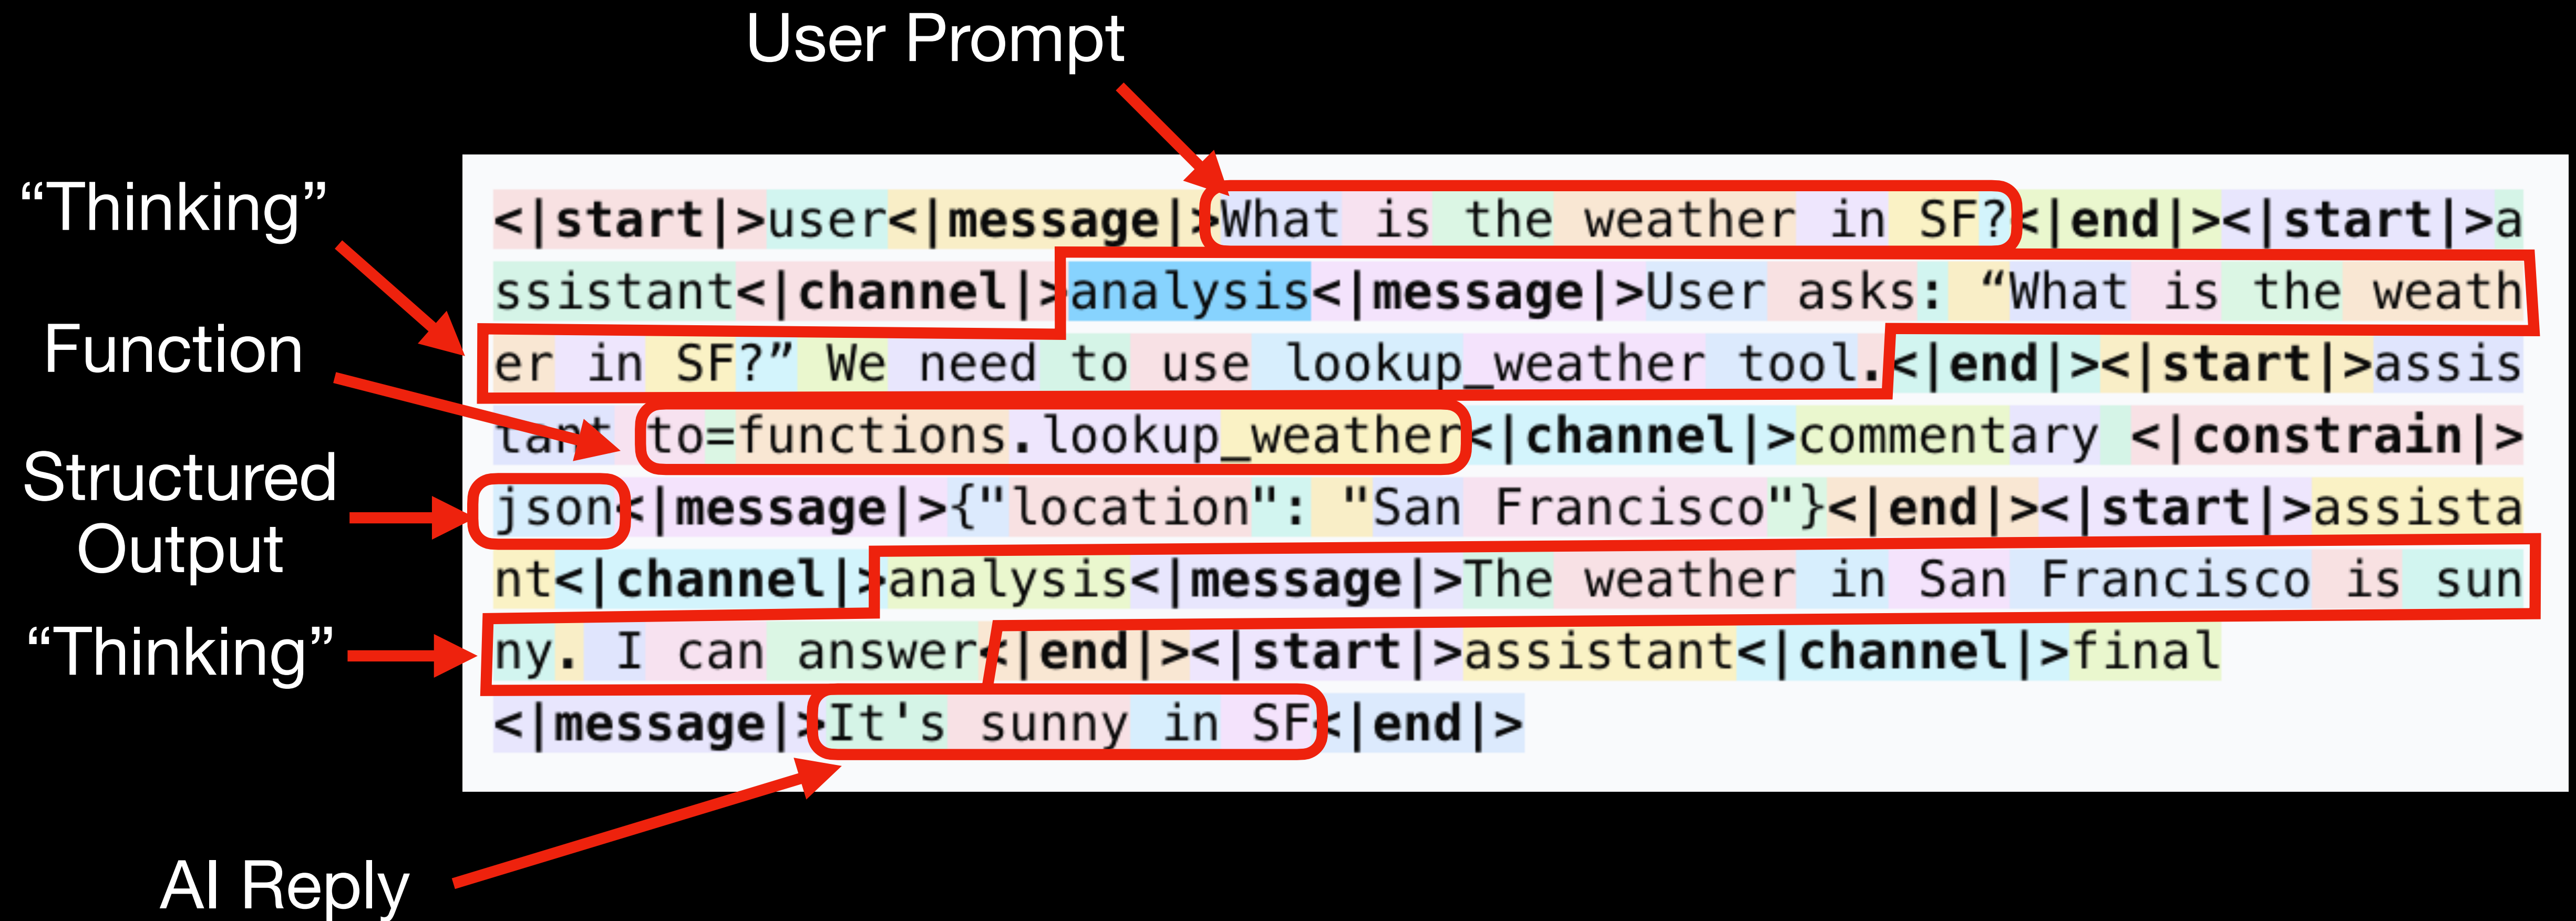 User Prompt
“Thinking”
Function
Structured
Output
“Thinking”
AI Reply
<|start|>user<|message|>What is the weather in SF?<|end|><|start|>a
ssistant<|channel|>analysis<|message|>User asks: “What is the weath
er in SF?” We need to use lookup_weather tool.<|end|><|start|>assis
tant to=functions.lookup_weather<|channel|>commentary <|constrain|>
json<|message|>{"location": "San Francisco"}<|end|><|start|>assista
nt<|channel|>analysis<|message|>The weather in San Francisco is sun
ny. I can answer<|end|><|start|>assistant<|channel|>final
<|message|>It's sunny in SF<|end|>